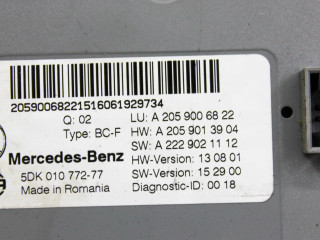 20590068221516061929734
Q: 02 LU: A 205 900 68 22
Type: BC-F HW: A 205 901 39 04
SW: A 222 902 11 12
Mercedes-Benz HW-Version: 13 08 01
5DK 010 772-77 SW-Version: 15 29 00
Made in Romania Diagnostic-ID: 00 18